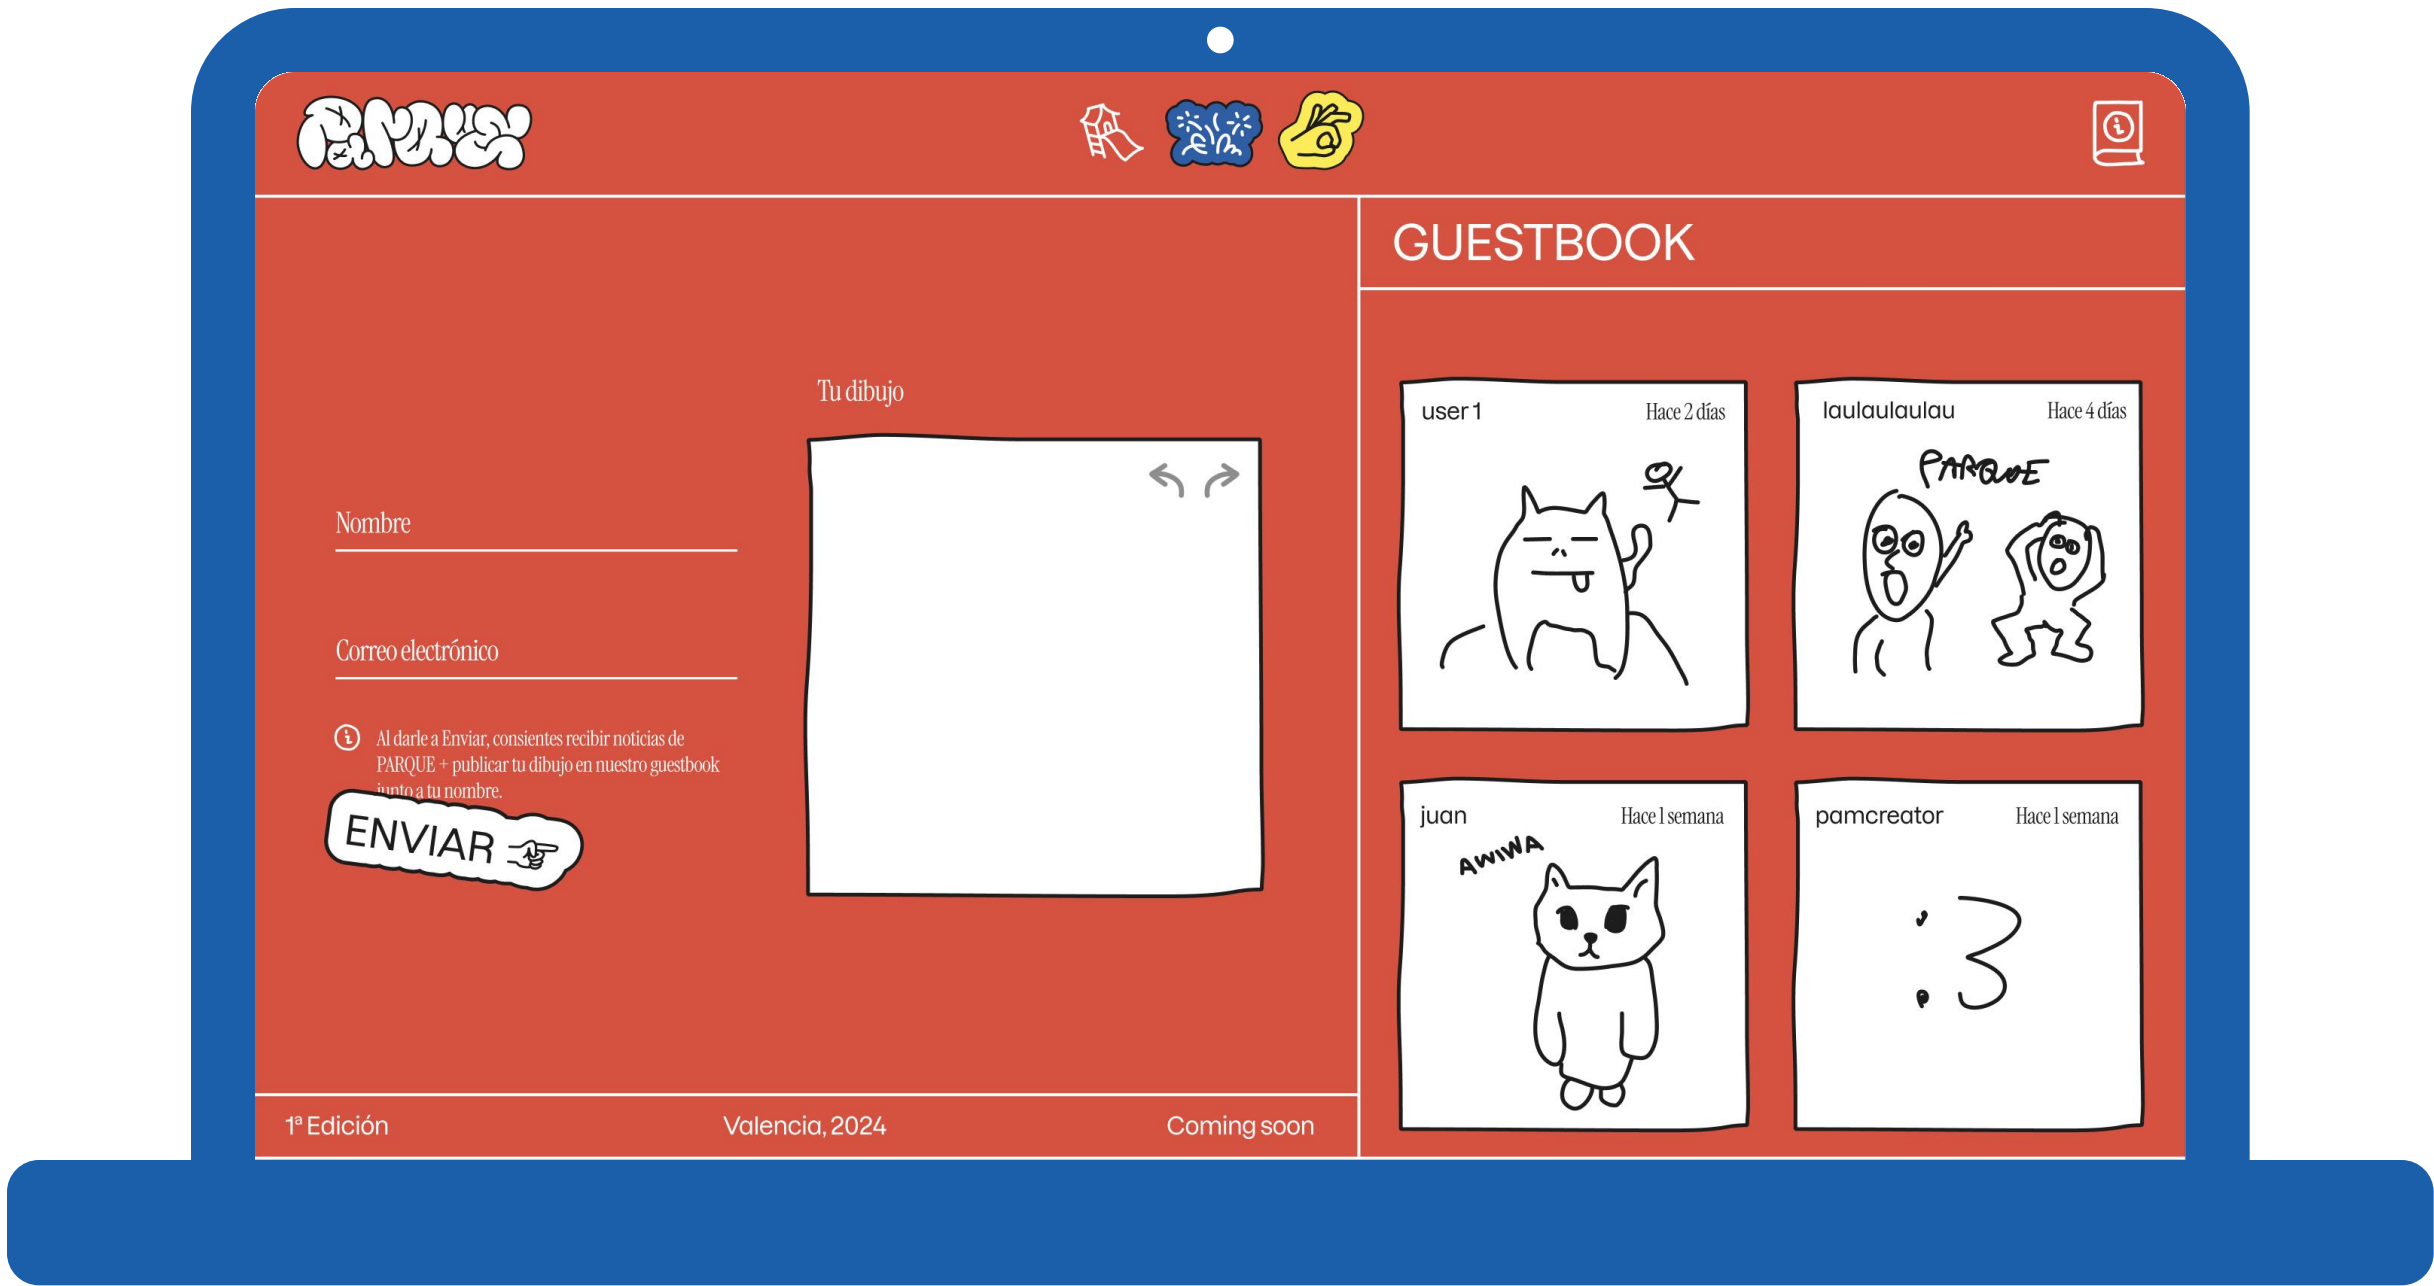 PARQUE
GUESTBOOK
Tu dibujo
Nombre
Correo electrónico
Al darle a Enviar, consientes recibir noticias de
PARQUE + publicar tu dibujo en nuestro guestbook
junto a tu nombre.
ENVIAR
user1
Hace 2 días
laulaulaulau
Hace 4 días
PARQUE
juan
Hace 1 semana
AWIWA
pamcreator
Hace 1 semana
:3
1ª Edición
Valencia, 2024
Coming soon